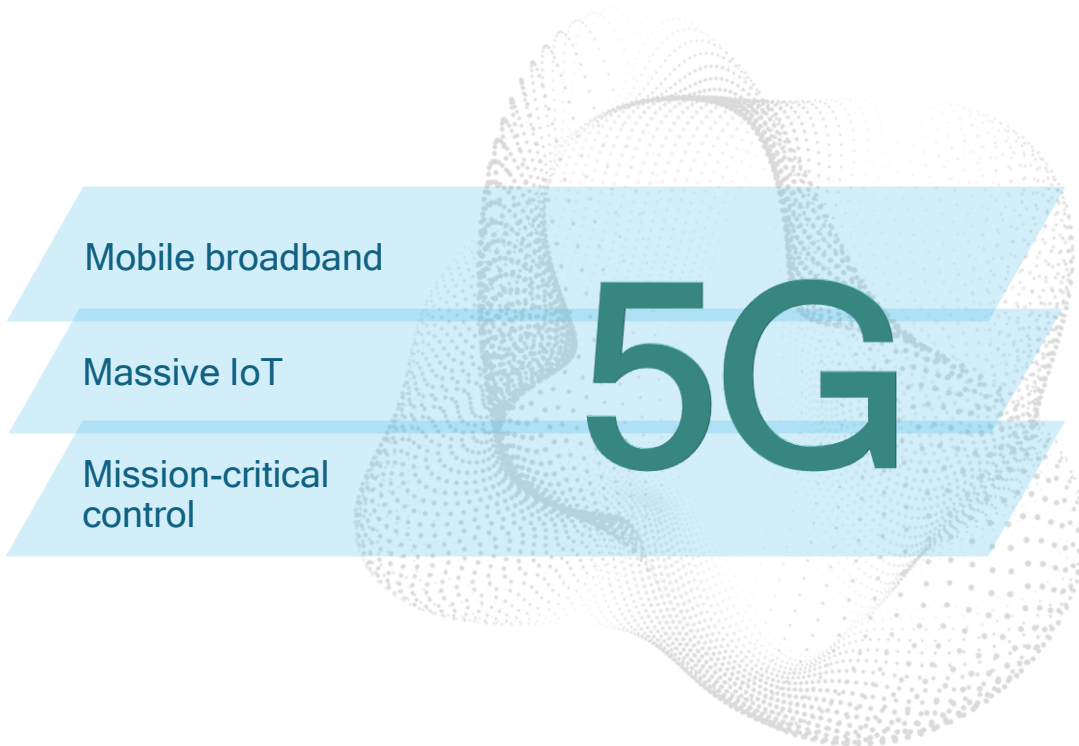 Mobile broadband
Massive IoT
Mission-critical
control
5G